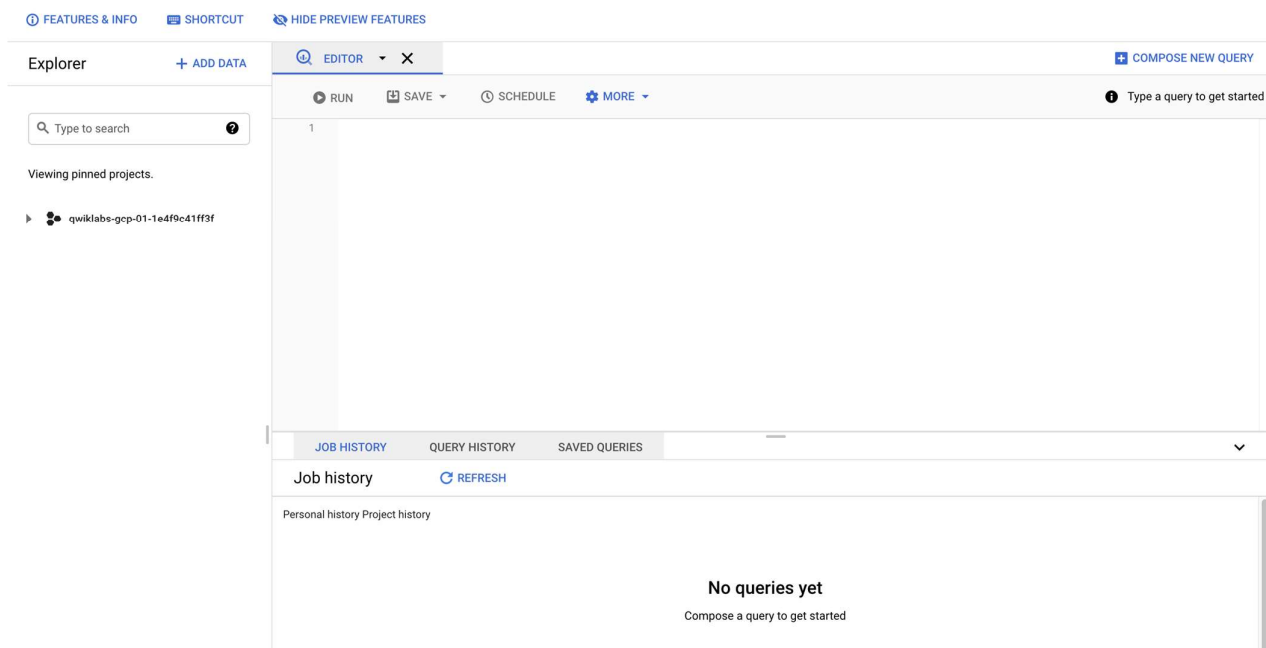 FEATURES & INFO SHORTCUT HIDE PREVIEW FEATURES
Explorer + ADD DATA
EDITOR
COMPOSE NEW QUERY
RUN SAVE SCHEDULE MORE
Type a query to get started
Type to search
1
Viewing pinned projects.
qwiklabs-gcp-01-1e4f9c41ff3f
JOB HISTORY QUERY HISTORY SAVED QUERIES
Job history REFRESH
Personal history Project history
No queries yet
Compose a query to get started